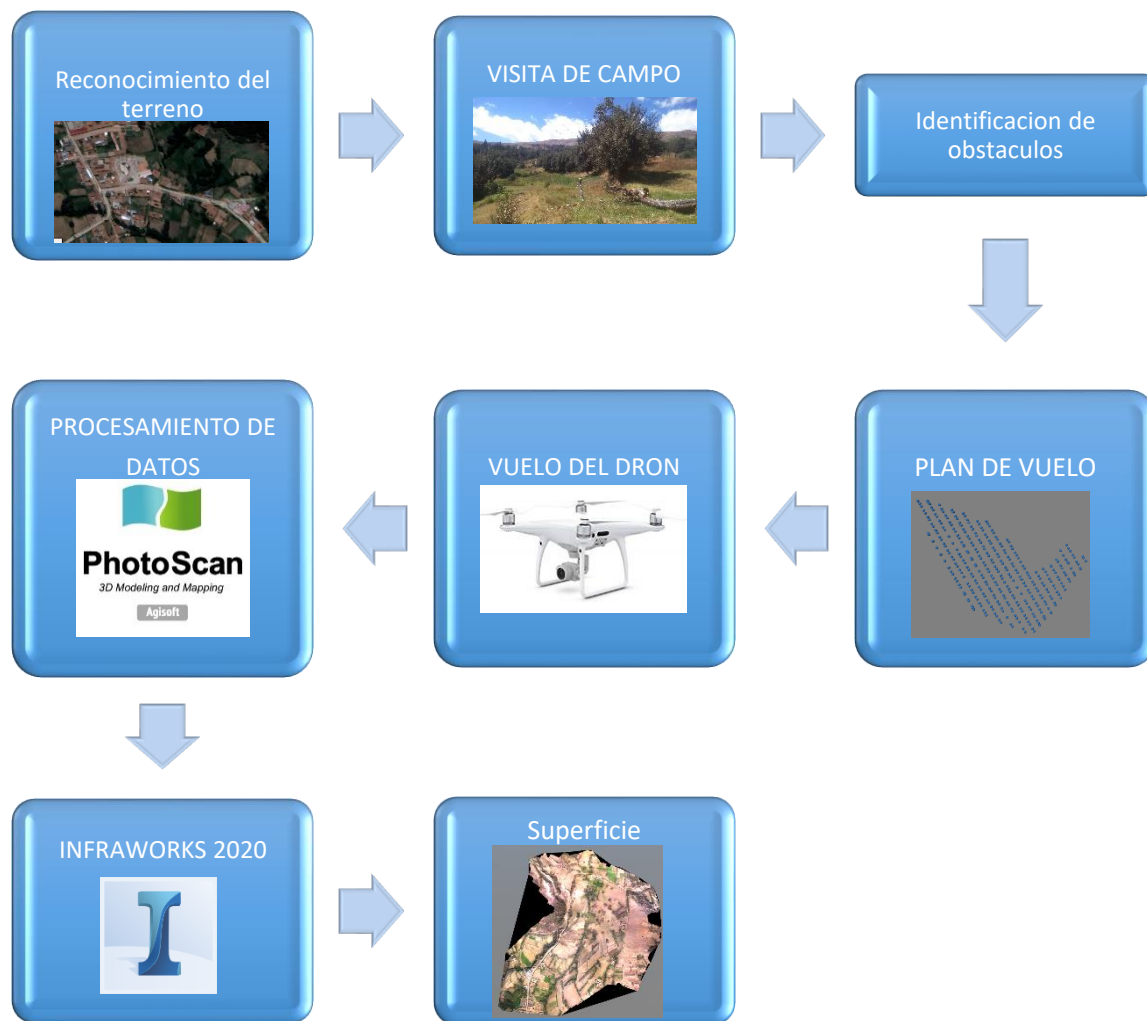 Reconocimiento del
terreno
VISITA DE CAMPO
Identificacion de
obstaculos
PLAN DE VUELO
VUELO DEL DRON
PROCESAMIENTO DE
DATOS
PhotoScan
3D Modeling and Mapping
Agisoft
INFRAWORKS 2020
Superficie